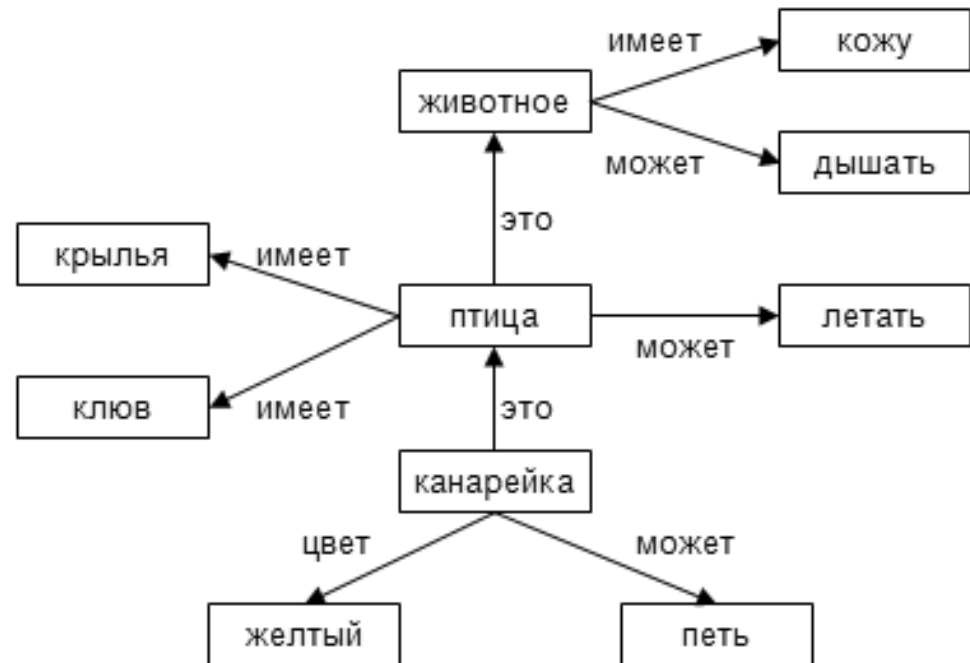 имеет
кожу
животное
может
дышать
это
крылья
имеет
птица
летать
может
клюв
имеет
это
канарейка
цвет
может
желтый
петь